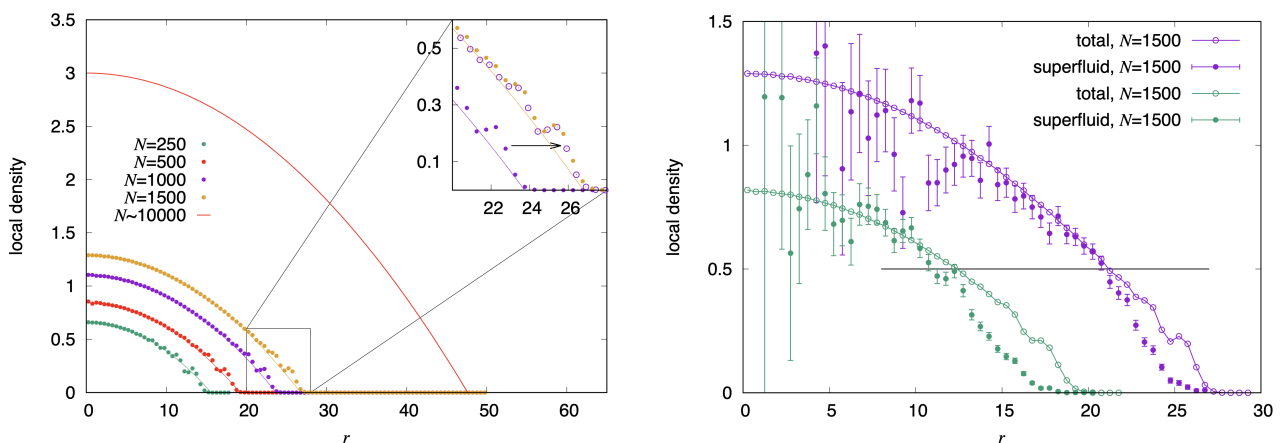 3.5
3
2.5
2
1.5
1
0.5
0
local density
N=250
N=500
N=1000
N=1500
N~10000
0.5
0.3
0.1
22 24 26
0 10 20 30 40 50 60
r
1.5
1
0.5
0
local density
total, N=1500
superfluid, N=1500
total, N=1500
superfluid, N=1500
0 5 10 15 20 25 30
r